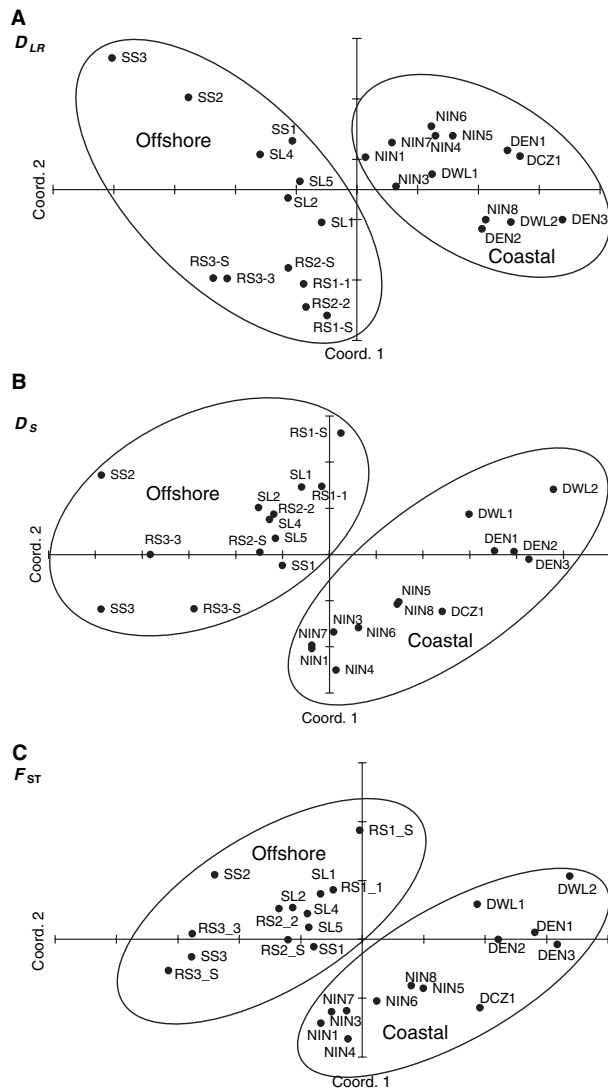 A
D LR
SS3
SS2
Offshore
SS1
SL4
SL5
SL2
SL1
RS2-S
RS3-S
RS3-3
RS1-1
RS2-2
RS1-S
NIN6
NIN7
NIN4
NIN5
NIN1
DEN1
DCZ1
NIN3
DWL1
NIN8
DWL2
DEN3
DEN2
Coastal
Coord. 2
Coord. 1
B
D S
RS1-S
SS2
SL1
Offshore
RS1-1
SL2
RS2-2
SL4
RS3-3
RS2-S
SL5
SS1
SS3
RS3-S
DWL2
DWL1
DEN1
DEN2
DEN3
NIN5
NIN8
DCZ1
NIN3
NIN6
NIN7
NIN1
NIN4
Coastal
Coord. 2
Coord. 1
C
F ST
RS1_S
Offshore
SS2
SL1
RS1_1
SL2
RS2_2
SL4
RS3_3
SL5
SS3
RS2_S
SS1
RS3_S
DWL2
DWL1
DEN1
DEN2
DEN3
NIN8
NIN5
NIN7
NIN6
DCZ1
NIN3
NIN1
NIN4
Coastal
Coord. 2
Coord. 1